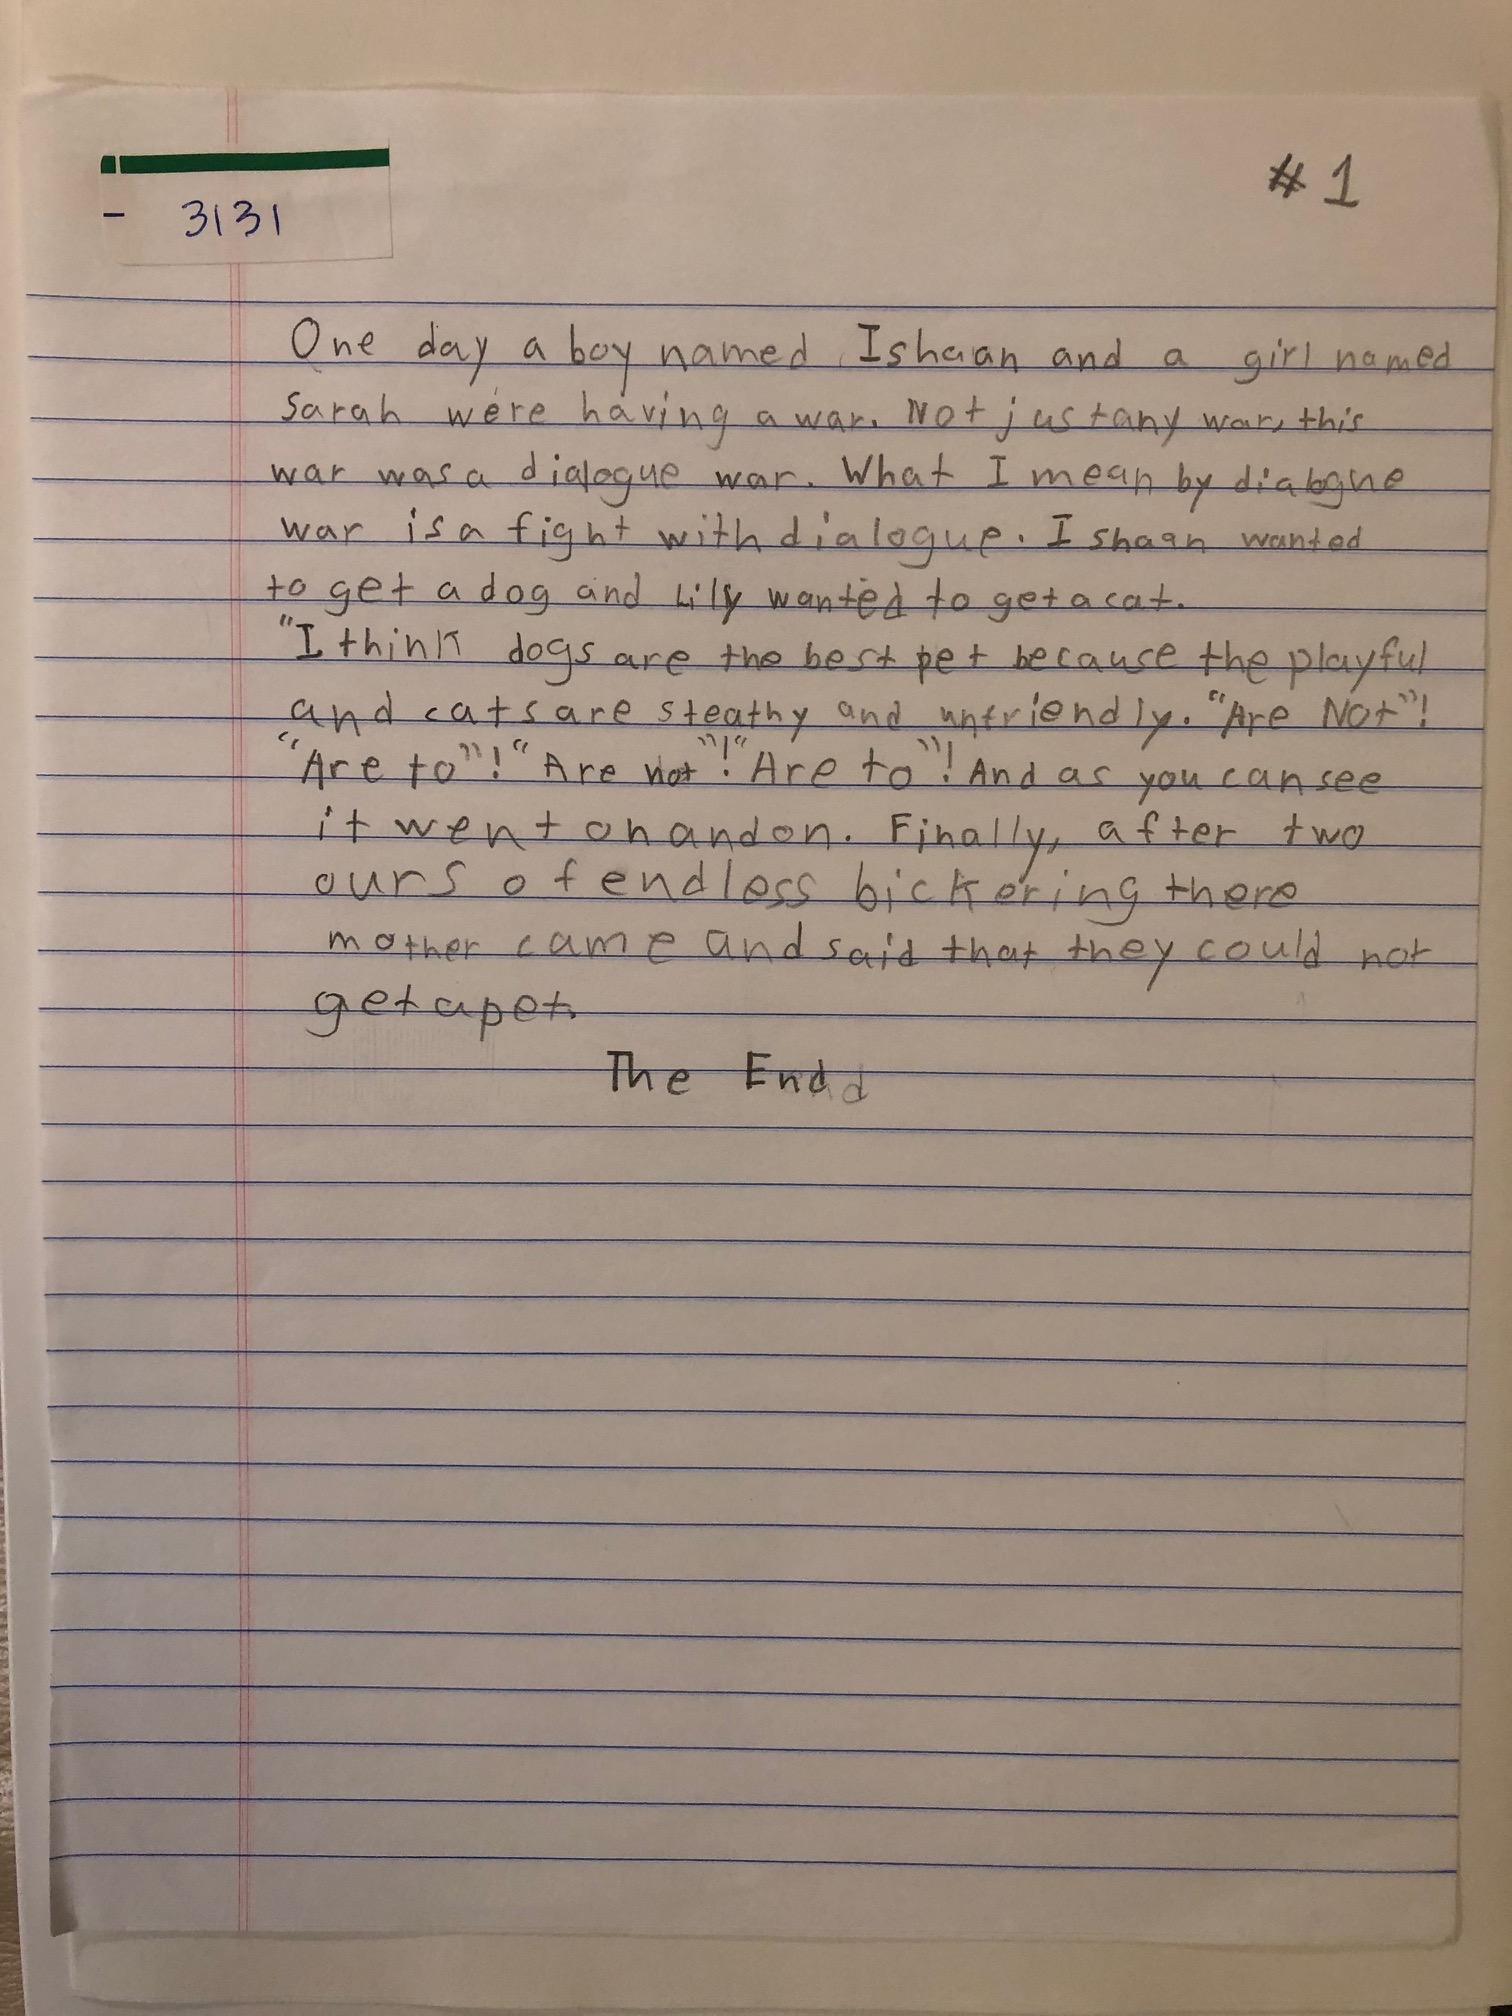 #1
- 3131
One day a boy named Ishaan and a girl named
Sarah were having a war. Not just any war, this
war was a dialogue war. What I mean by dialogue
war is a fight with dialogue. Ishaan wanted
to get a dog and Lily wanted to get a cat.
"I think dogs are the best pet because the playful
and cats are steathy and unfriendly. "Are Not"!
"Are to"! "Are not"! "Are to"! And as you can see
it went on and on. Finally, after two
ours of endless bickering there
mother came and said that they could not
get a pet.
The Endd